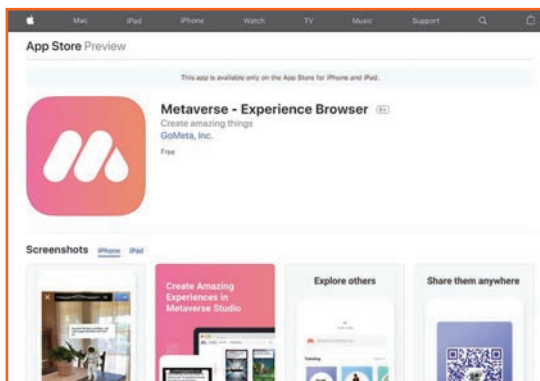 Mac iPad iPhone Watch TV Music Support
App Store Preview
This app is available only on the App Store for iPhone and iPad.
Metaverse - Experience Browser 9+
Create amazing things
GoMeta, Inc.
Free
Screenshots iPhone iPad
Create Amazing
Experiences in
Metaverse Studio
Explore others
Trending
Share them anywhere